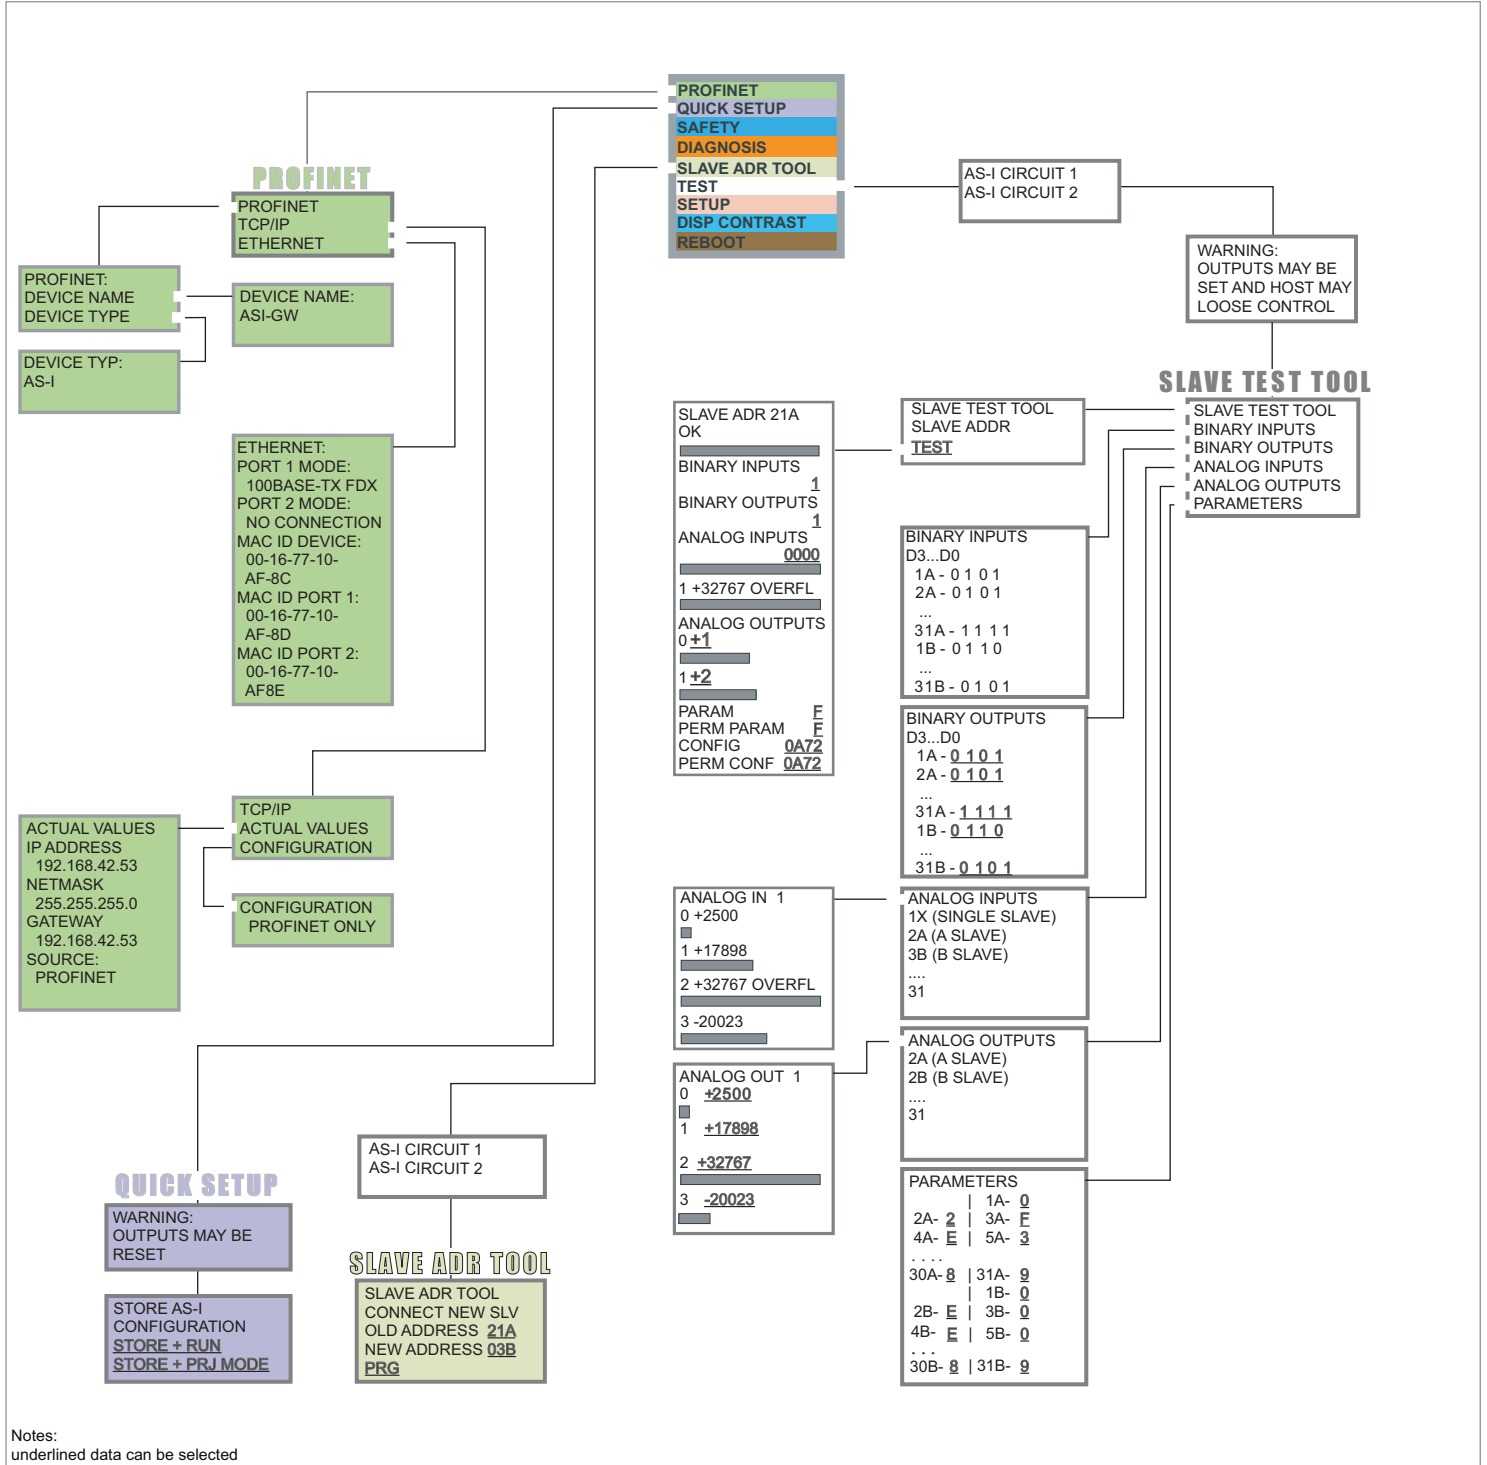 PROFINET
QUICK SETUP
SAFETY
DIAGNOSIS
SLAVE ADR TOOL
TEST
SETUP
DISP CONTRAST
REBOOT
PROFINET
PROFINET
TCP/IP
ETHERNET
PROFINET:
DEVICE NAME
DEVICE TYPE
DEVICE NAME:
ASI-GW
DEVICE TYP:
AS-I
ETHERNET:
PORT 1 MODE:
100BASE-TX FDX
PORT 2 MODE:
NO CONNECTION
MAC ID DEVICE:
00-16-77-10-
AF-8C
MAC ID PORT 1:
00-16-77-10-
AF-8D
MAC ID PORT 2:
00-16-77-10-
AF8E
TCP/IP
ACTUAL VALUES
CONFIGURATION
ACTUAL VALUES
IP ADDRESS
192.168.42.53
NETMASK
255.255.255.0
GATEWAY
192.168.42.53
SOURCE:
PROFINET
CONFIGURATION
PROFINET ONLY
QUICK SETUP
WARNING:
OUTPUTS MAY BE
RESET
STORE AS-I
CONFIGURATION
STORE + RUN
STORE + PRJ MODE
AS-I CIRCUIT 1
AS-I CIRCUIT 2
SLAVE ADR TOOL
SLAVE ADR TOOL
CONNECT NEW SLV
OLD ADDRESS 21A
NEW ADDRESS 03B
PRG
AS-I CIRCUIT 1
AS-I CIRCUIT 2
WARNING:
OUTPUTS MAY BE
SET AND HOST MAY
LOOSE CONTROL
SLAVE TEST TOOL
SLAVE TEST TOOL
BINARY INPUTS
BINARY OUTPUTS
ANALOG INPUTS
ANALOG OUTPUTS
PARAMETERS
SLAVE TEST TOOL
SLAVE ADDR
TEST
SLAVE ADR 21A
OK
BINARY INPUTS
1
BINARY OUTPUTS
1
ANALOG INPUTS
0000
1 +32767 OVERFL
ANALOG OUTPUTS
0 +1
1 +2
PARAM F
PERM PARAM F
CONFIG 0A72
PERM CONF 0A72
BINARY INPUTS
D3...D0
1A - 0 1 0 1
2A - 0 1 0 1
...
31A - 1 1 1 1
1B - 0 1 1 0
...
31B - 0 1 0 1
BINARY OUTPUTS
D3...D0
1A - 0 1 0 1
2A - 0 1 0 1
...
31A - 1 1 1 1
1B - 0 1 1 0
...
31B - 0 1 0 1
ANALOG IN 1
0 +2500
1 +17898
2 +32767 OVERFL
3 -20023
ANALOG INPUTS
1X (SINGLE SLAVE)
2A (A SLAVE)
3B (B SLAVE)
....
31
ANALOG OUT 1
0 +2500
1 +17898
2 +32767
3 -20023
ANALOG OUTPUTS
2A (A SLAVE)
2B (B SLAVE)
....
31
PARAMETERS
| 1A- 0
2A- 2 | 3A- F
4A- E | 5A- 3
. . . .
30A- 8 | 31A- 9
| 1B- 0
2B- E | 3B- 0
4B- E | 5B- 0
. . .
30B- 8 | 31B- 9
Notes:
underlined data can be selected